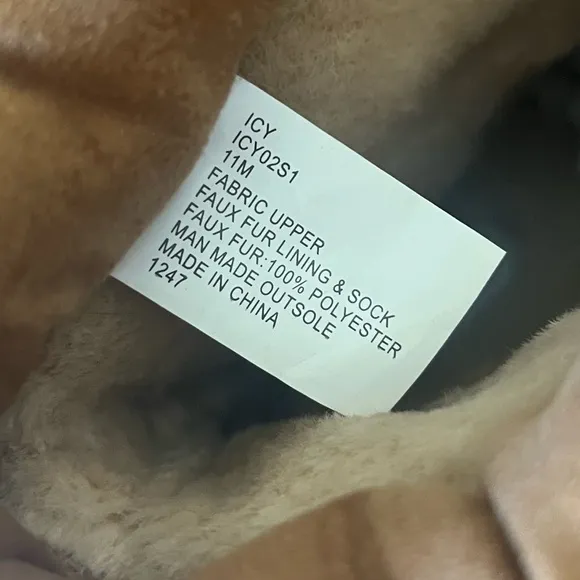 ICY
ICY02S1
11M
FABRIC UPPER
FAUX FUR LINING & SOCK
FAUX FUR:100% POLYESTER
MAN MADE OUTSOLE
MADE IN CHINA
1247